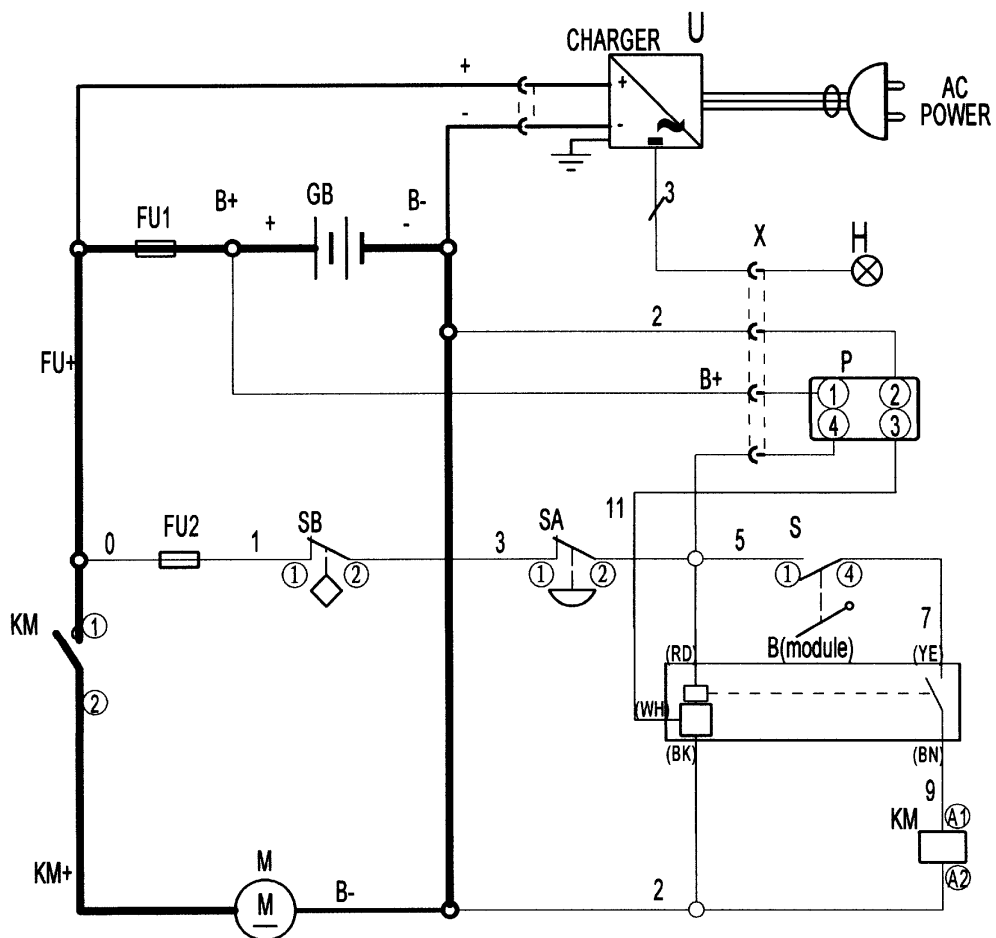 CHARGER U
+ +
- -
AC
POWER
3
FU1 B+ + GB B- -
X H
2
FU+ B+ P
1 2
4 3
11
0 FU2 1 SB 3 SA 5 S
1 2 1 2 1 4
KM 1 7
B(module)
(RD) (YE)
2 (WH)
(BK) (BN)
9
KM A1
A2
KM+ M B- 2
M